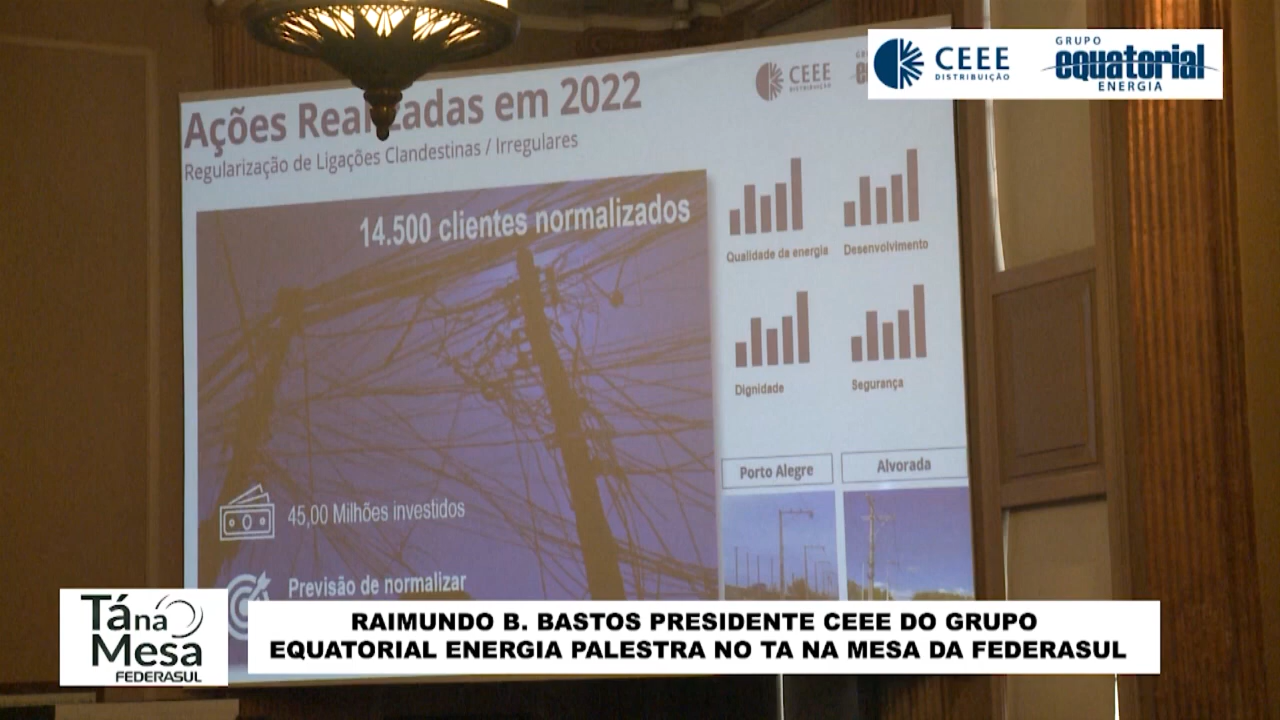 CEEE
DISTRIBUIÇÃO
GRUPO
equatorial
ENERGIA
Ações Realizadas em 2022
Regularização de Ligações Clandestinas / Irregulares
CEEE
DISTRIBUIÇÃO
14.500 clientes normalizados
Qualidade da energia
Desenvolvimento
Dignidade
Segurança
Porto Alegre
Alvorada
45,00 Milhões investidos
Previsão de normalizar
Tá na
Mesa
FEDERASUL
RAIMUNDO B. BASTOS PRESIDENTE CEEE DO GRUPO
EQUATORIAL ENERGIA PALESTRA NO TA NA MESA DA FEDERASUL